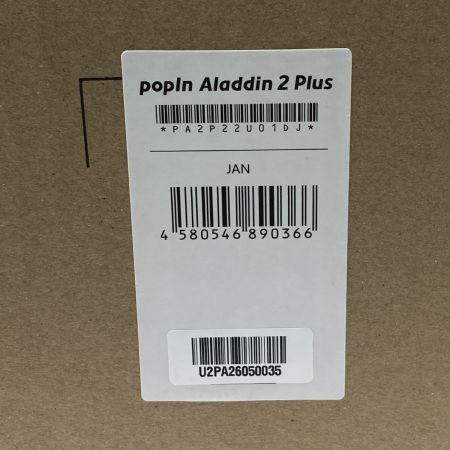 popIn Aladdin 2 Plus
*PA2P22U01DJ*
JAN
4 580546 890366
U2PA26050035